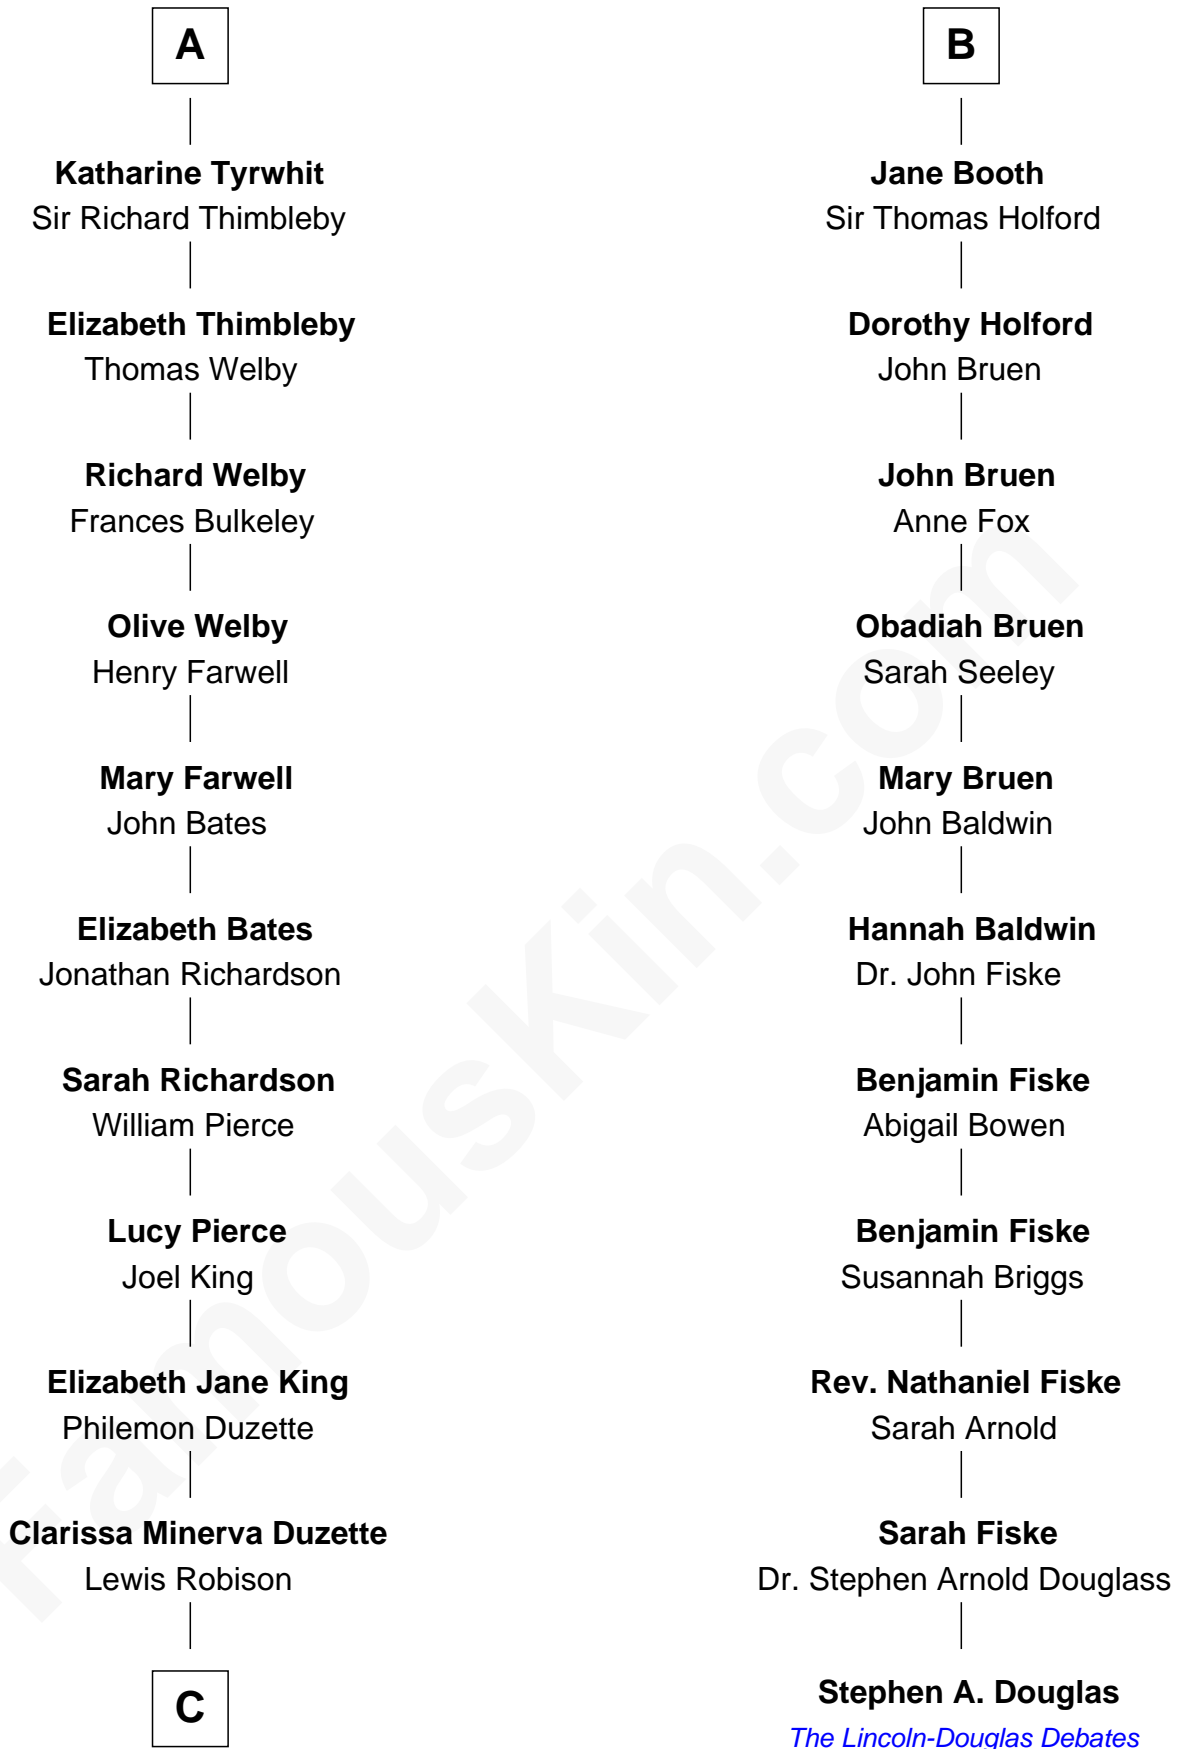 A
Katharine Tyrwhit
Sir Richard Thimbleby
Elizabeth Thimbleby
Thomas Welby
Richard Welby
Frances Bulkeley
Olive Welby
Henry Farwell
Mary Farwell
John Bates
Elizabeth Bates
Jonathan Richardson
Sarah Richardson
William Pierce
Lucy Pierce
Joel King
Elizabeth Jane King
Philemon Duzette
Clarissa Minerva Duzette
Lewis Robison
C
B
Jane Booth
Sir Thomas Holford
Dorothy Holford
John Bruen
John Bruen
Anne Fox
Obadiah Bruen
Sarah Seeley
Mary Bruen
John Baldwin
Hannah Baldwin
Dr. John Fiske
Benjamin Fiske
Abigail Bowen
Benjamin Fiske
Susannah Briggs
Rev. Nathaniel Fiske
Sarah Arnold
Sarah Fiske
Dr. Stephen Arnold Douglass
Stephen A. Douglas
The Lincoln-Douglas Debates
FamousKin.com